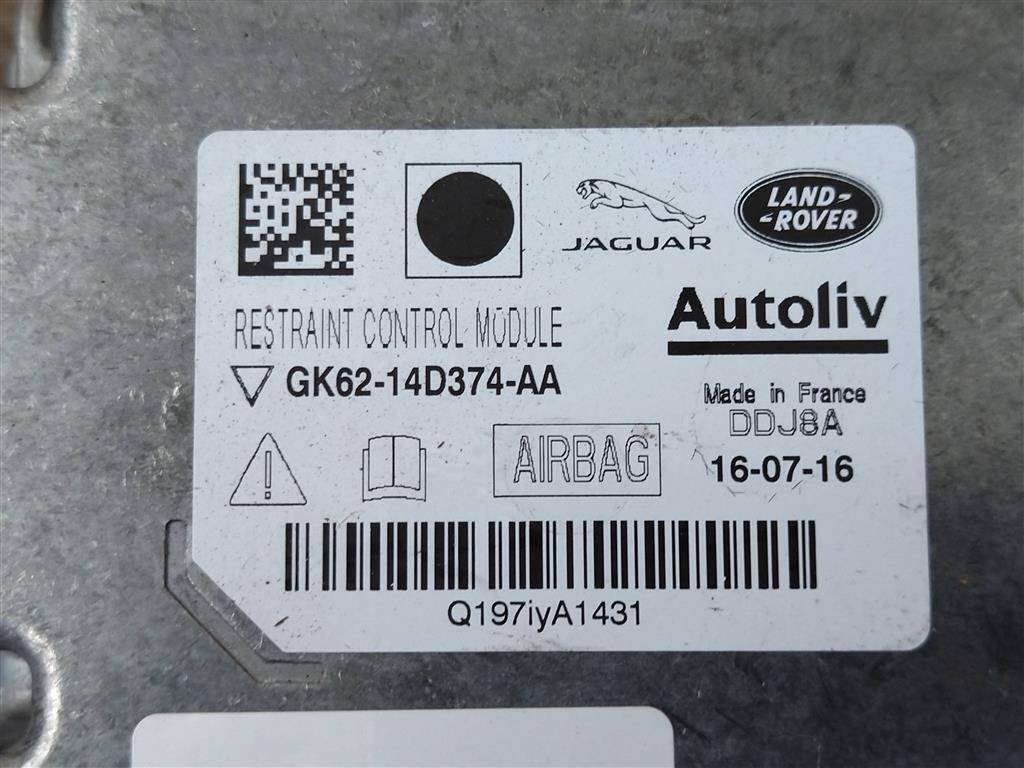 JAGUAR
LAND-
-ROVER
RESTRAINT CONTROL MODULE
Autoliv
GK62-14D374-AA
Made in France
DDJ8A
AIRBAG
16-07-16
Q197iyA1431